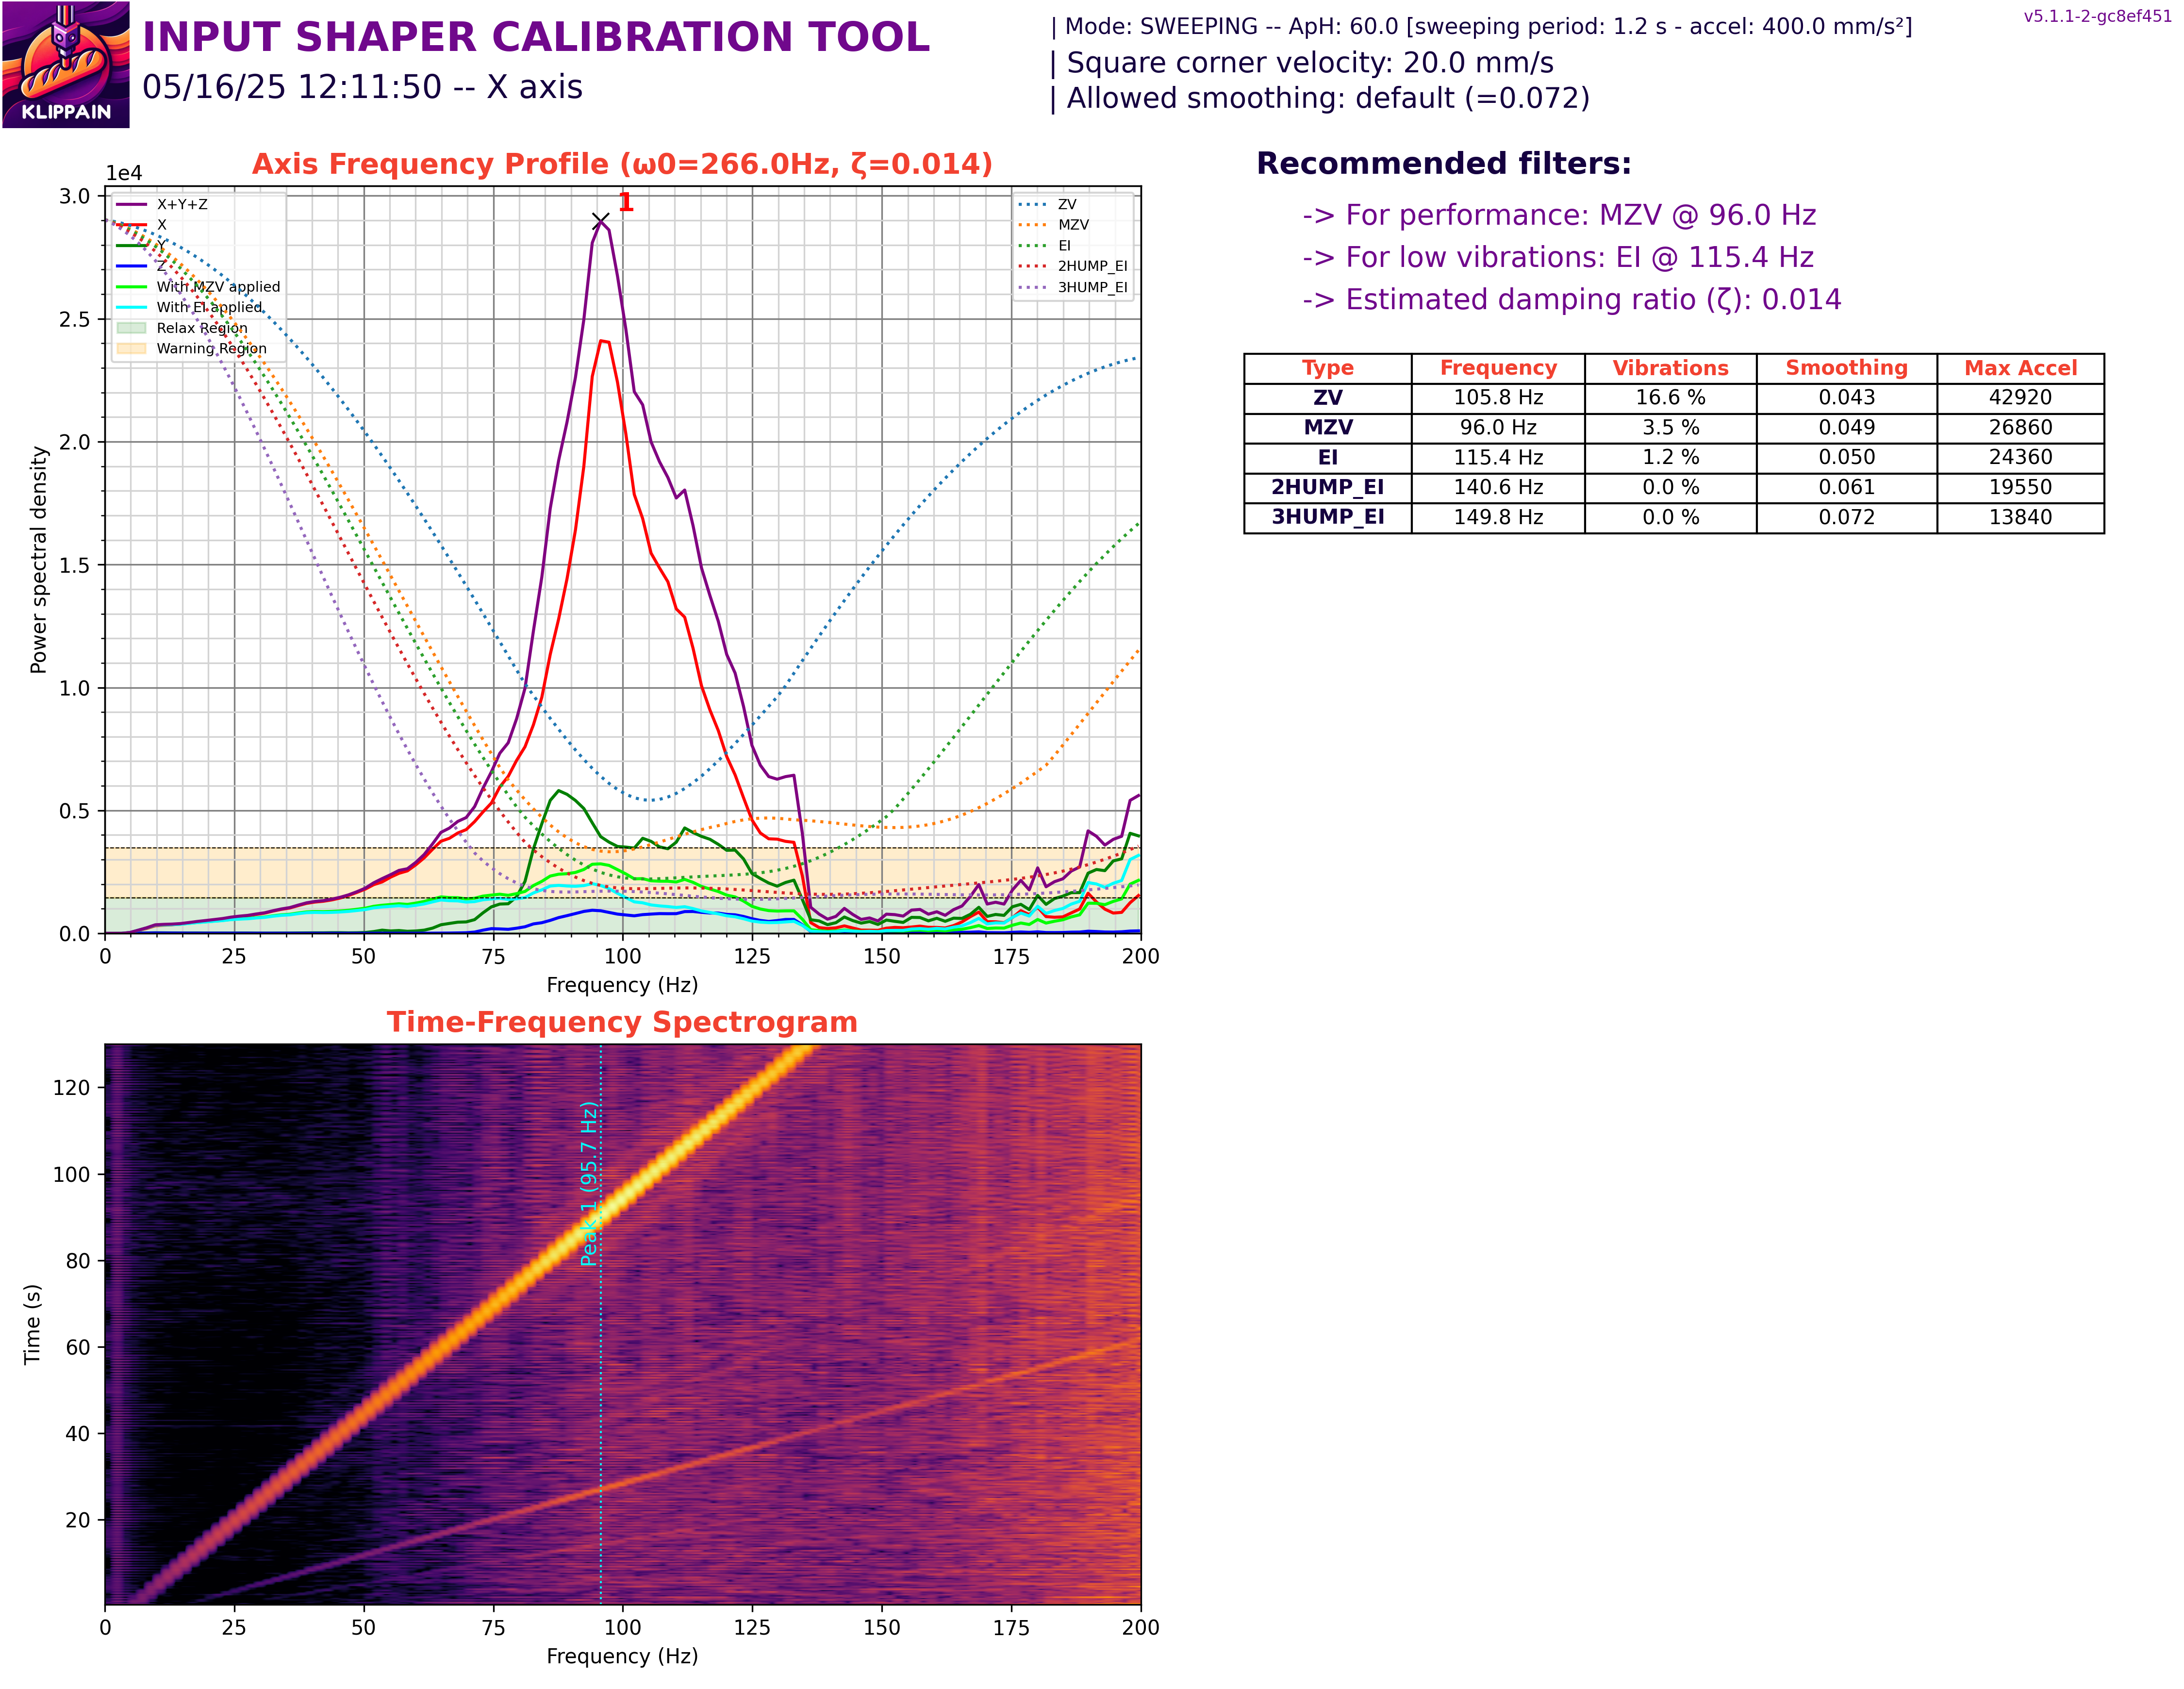 KLIPPAIN
INPUT SHAPER CALIBRATION TOOL
05/16/25 12:11:50 -- X axis
| Mode: SWEEPING -- ApH: 60.0 [sweeping period: 1.2 s - accel: 400.0 mm/s²]
| Square corner velocity: 20.0 mm/s
| Allowed smoothing: default (=0.072)
v5.1.1-2-gc8ef451
Axis Frequency Profile (ω0=266.0Hz, ζ=0.014)
1e4
3.0
2.5
2.0
1.5
1.0
0.5
0.0
Power spectral density
X+Y+Z
X
Y
Z
With MZV applied
With EI applied
Relax Region
Warning Region
1
ZV
MZV
EI
2HUMP_EI
3HUMP_EI
0 25 50 75 100 125 150 175 200
Frequency (Hz)
Recommended filters:
-> For performance: MZV @ 96.0 Hz
-> For low vibrations: EI @ 115.4 Hz
-> Estimated damping ratio (ζ): 0.014
Type Frequency Vibrations Smoothing Max Accel
ZV 105.8 Hz 16.6 % 0.043 42920
MZV 96.0 Hz 3.5 % 0.049 26860
EI 115.4 Hz 1.2 % 0.050 24360
2HUMP_EI 140.6 Hz 0.0 % 0.061 19550
3HUMP_EI 149.8 Hz 0.0 % 0.072 13840
Time-Frequency Spectrogram
120
100
80
60
40
20
Time (s)
Peak 1 (95.7 Hz)
0 25 50 75 100 125 150 175 200
Frequency (Hz)